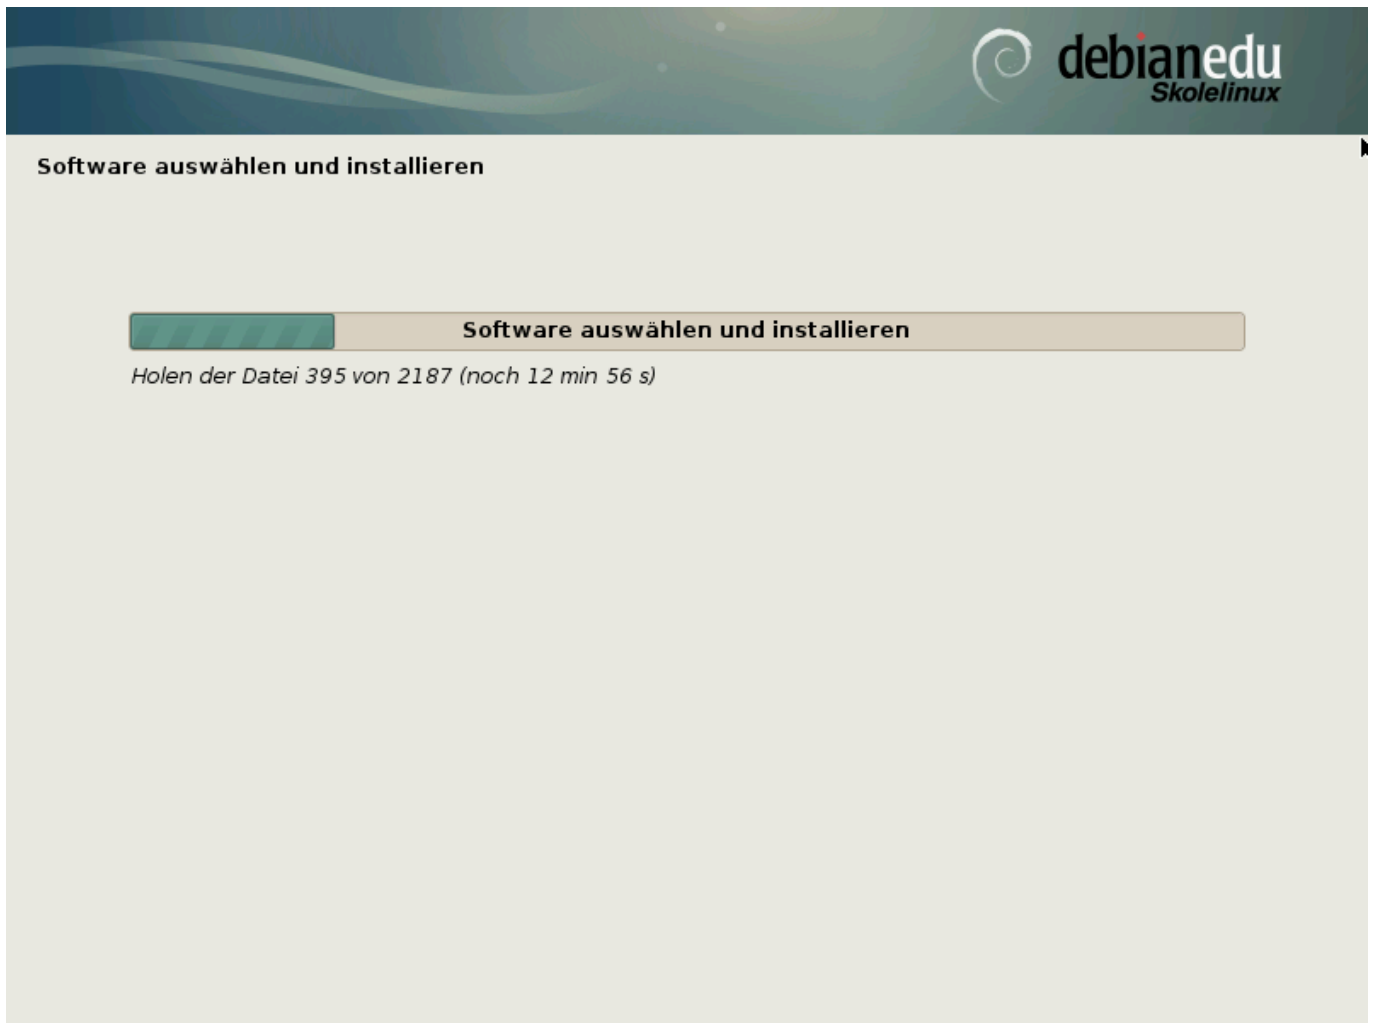 debianedu
Skolelinux
Software auswählen und installieren
Software auswählen und installieren
Holen der Datei 395 von 2187 (noch 12 min 56 s)